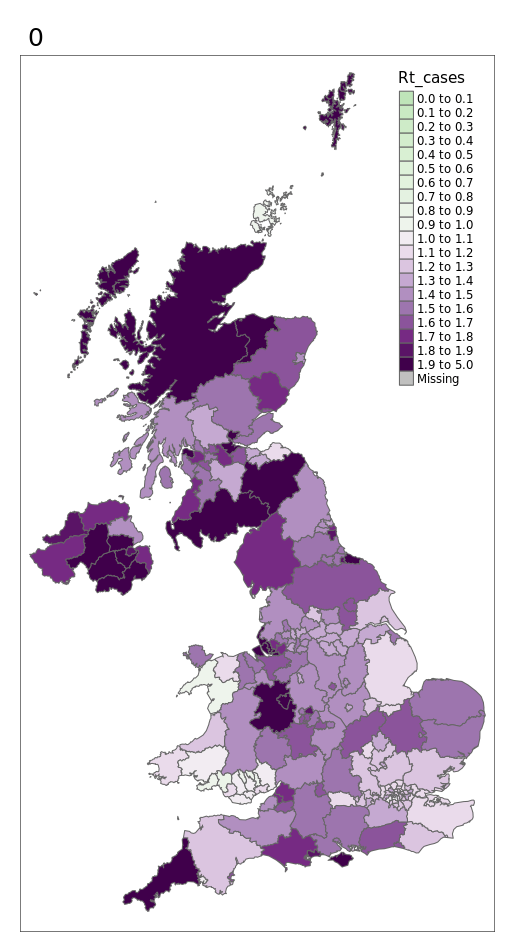 0
Rt_cases
0.0 to 0.1
0.1 to 0.2
0.2 to 0.3
0.3 to 0.4
0.4 to 0.5
0.5 to 0.6
0.6 to 0.7
0.7 to 0.8
0.8 to 0.9
0.9 to 1.0
1.0 to 1.1
1.1 to 1.2
1.2 to 1.3
1.3 to 1.4
1.4 to 1.5
1.5 to 1.6
1.6 to 1.7
1.7 to 1.8
1.8 to 1.9
1.9 to 5.0
Missing